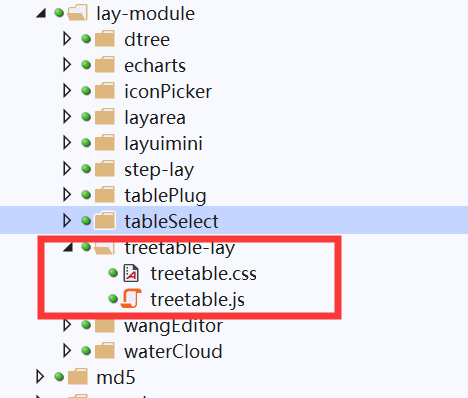 lay-module
dtree
echarts
iconPicker
layarea
layuimini
step-lay
tablePlug
tableSelect
treetable-lay
treetable.css
treetable.js
wangEditor
waterCloud
md5